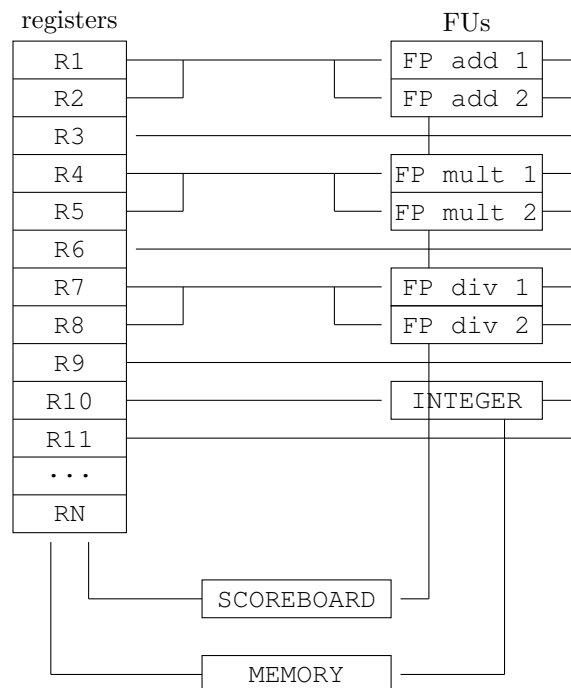 registers
FUs
R1
R2
R3
R4
R5
R6
R7
R8
R9
R10
R11
...
RN
FP add 1
FP add 2
FP mult 1
FP mult 2
FP div 1
FP div 2
INTEGER
SCOREBOARD
MEMORY